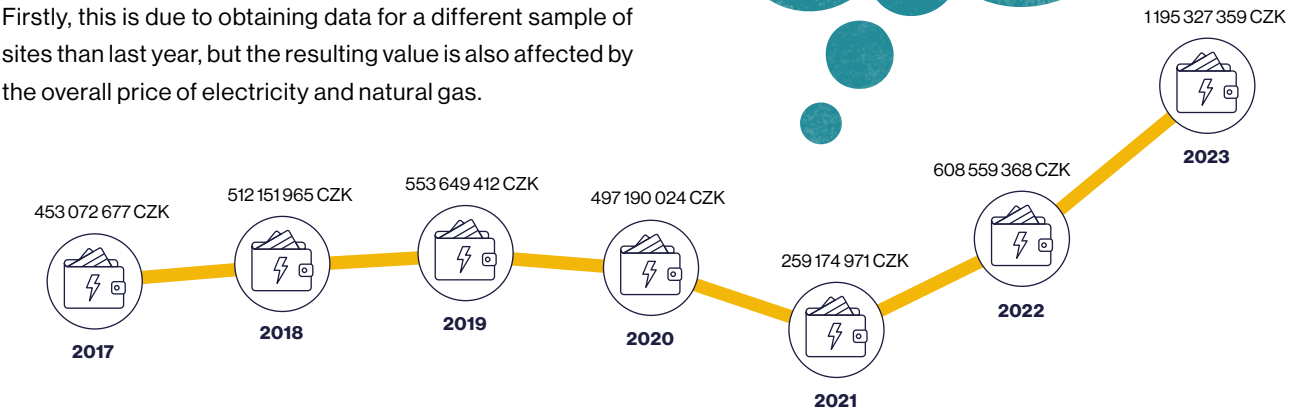 Firstly, this is due to obtaining data for a different sample of
sites than last year, but the resulting value is also affected by
the overall price of electricity and natural gas.
453 072 677 CZK
2017
512 151 965 CZK
2018
553 649 412 CZK
2019
497 190 024 CZK
2020
259 174 971 CZK
2021
608 559 368 CZK
2022
1 195 327 359 CZK
2023